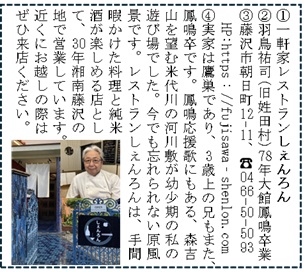 ①一軒家レストランしぇんろん
②羽鳥祐司（旧姓田村）78年大館鳳鳴卒業
③藤沢市朝日町12-11、☎0466-50-5093
HP:https://fujisawa-shenlon.com
④実家は鷹巣であり、3歳上の兄もまた、
鳳鳴卒です。鳳鳴応援歌にもある、森吉
山を望む米代川の河川敷が幼少期の私の
遊び場でした。今でも忘れられない原風
景です。レストランしぇんろんは、手間
暇かけた料理と純米
酒が楽しめる店とし
て、30年湘南藤沢の
地で営業しています。
近くにお越しの際は
ぜひ来店ください。